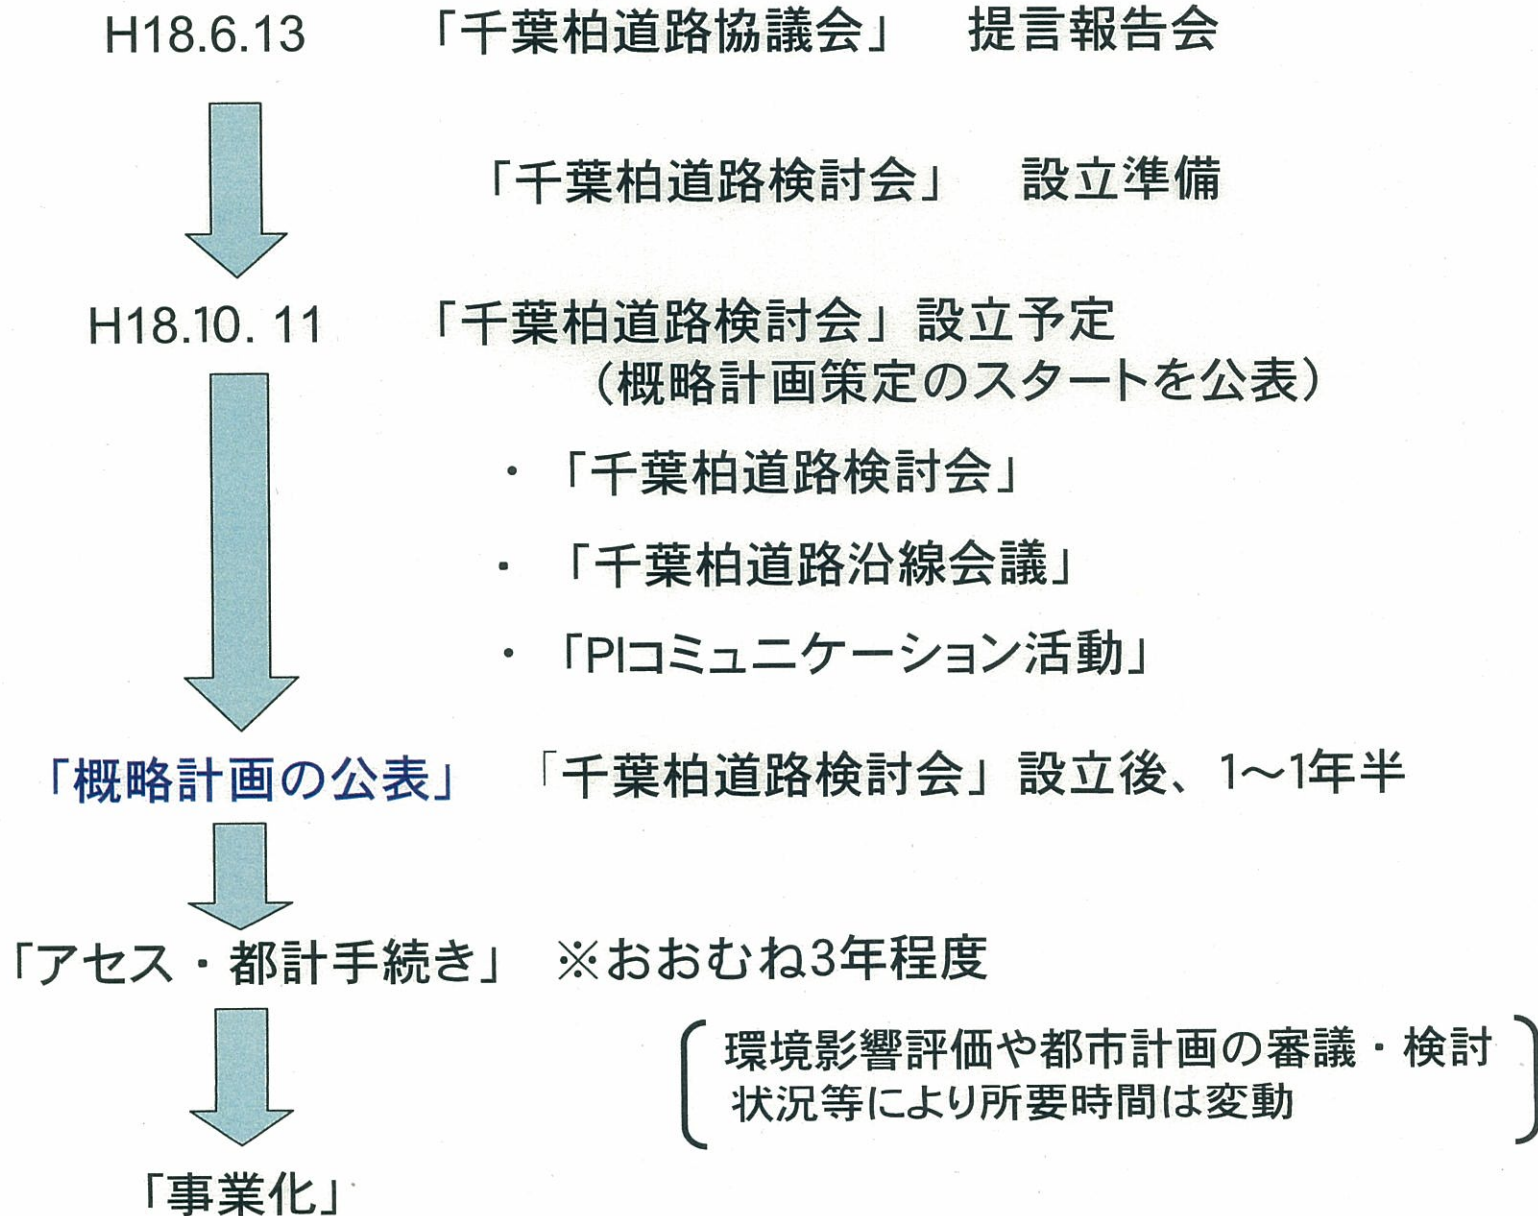 H18.6.13 「千葉柏道路協議会」 提言報告会
「千葉柏道路検討会」 設立準備
H18.10. 11 「千葉柏道路検討会」設立予定
（概略計画策定のスタートを公表）
・「千葉柏道路検討会」
・「千葉柏道路沿線会議」
・「PIコミュニケーション活動」
「概略計画の公表」 「千葉柏道路検討会」設立後、1～1年半
「アセス・都計手続き」 ※おおむね3年程度
環境影響評価や都市計画の審議・検討
状況等により所要時間は変動
「事業化」